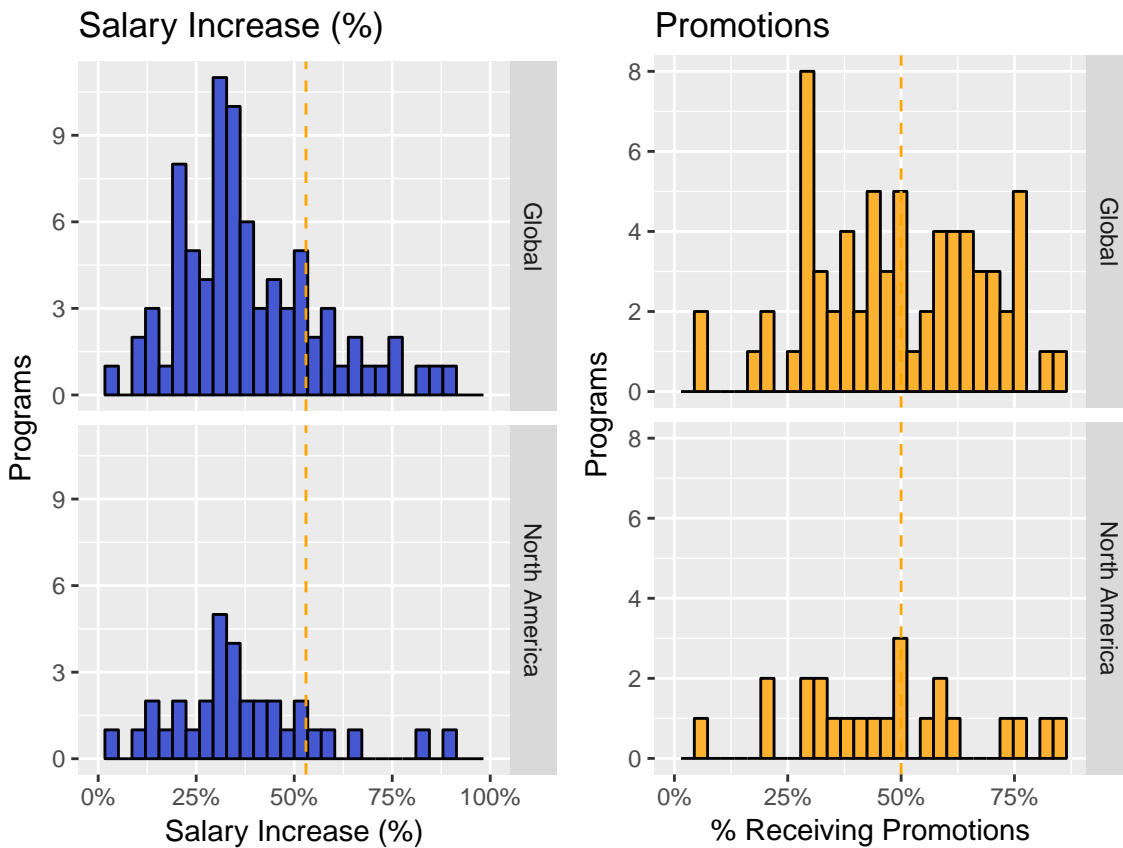 Salary Increase (%)
Promotions
Programs
9
6
3
0
Global
9
6
3
0
North America
0%
25%
50%
75%
100%
Salary Increase (%)
Programs
8
6
4
2
0
Global
8
6
4
2
0
North America
0%
25%
50%
75%
% Receiving Promotions